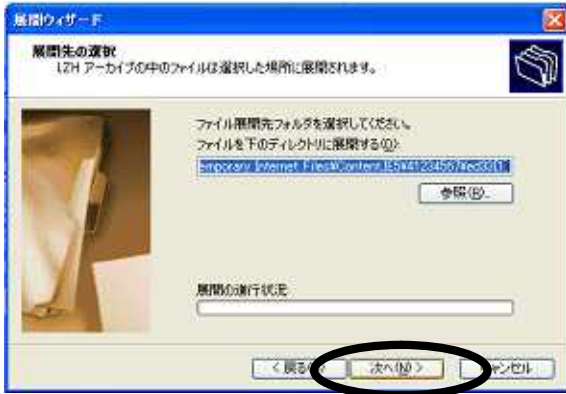 展開ウィザード
展開先の選択
LZH アーカイブの中のファイルは選択した場所に展開されます。
ファイル展開先フォルダを選択してください。
ファイルを下のディレクトリに展開する(D):
emporary Internet Files¥Content.IE5¥41234567¥ed32[1]
参照(R)...
展開の進行状況
< 戻る
次へ(N) >
キャンセル